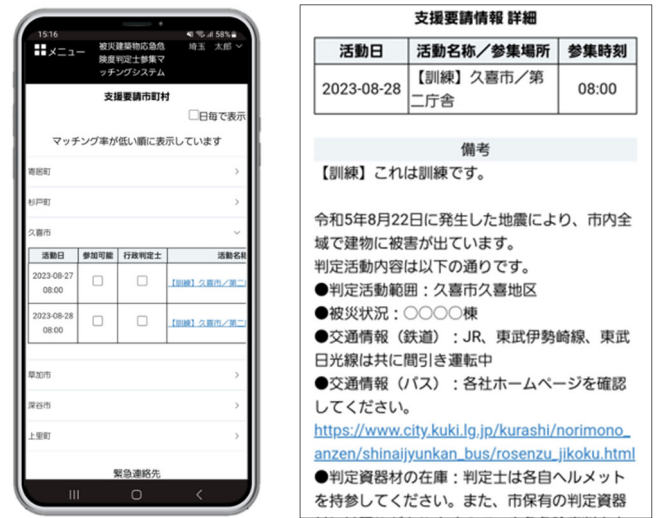 15:16
58%
メニュー
被災建築物応急危
険度判定士参集マ
ッチングシステム
埼玉 太郎
支援要請市町村
日毎で表示
マッチング率が低い順に表示しています
寄居町
杉戸町
久喜市
活動日 参加可能 行政判定士 活動名称
2023-08-27
08:00
【訓練】久喜市／第二
2023-08-28
08:00
【訓練】久喜市／第二
草加市
深谷市
上里町
緊急連絡先
支援要請情報 詳細
活動日 活動名称／参集場所 参集時刻
2023-08-28 【訓練】久喜市／第
二庁舎 08:00
備考
【訓練】これは訓練です。
令和5年8月22日に発生した地震により、市内全
域で建物に被害が出ています。
判定活動内容は以下の通りです。
●判定活動範囲：久喜市久喜地区
●被災状況：○○○○棟
●交通情報（鉄道）：JR、東武伊勢崎線、東武
日光線は共に間引き運転中
●交通情報（バス）：各社ホームページを確認
してください。
https://www.city.kuki.lg.jp/kurashi/norimono_
anzen/shinaijyunkan_bus/rosenzu_jikoku.html
●判定資器材の在庫：判定士は各自ヘルメット
を持参してください。また、市保有の判定資器